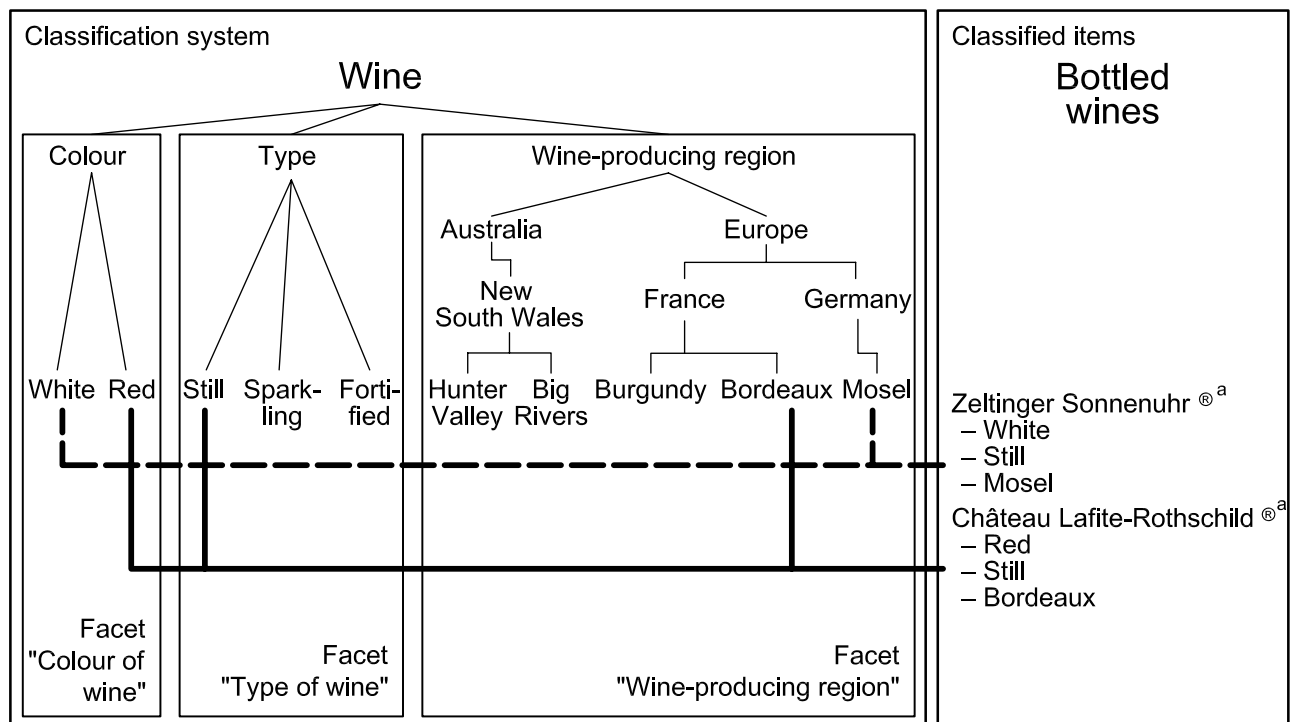 Classification system
Wine
Colour
Type
Wine-producing region
Australia
Europe
New
South Wales
France
Germany
White
Red
Still
Spark-
ling
Forti-
fied
Hunter
Valley
Big
Rivers
Burgundy
Bordeaux
Mosel
Facet
"Colour of
wine"
Facet
"Type of wine"
Facet
"Wine-producing region"
Classified items
Bottled
wines
Zeltinger Sonnenuhr ® a
– White
– Still
– Mosel
Château Lafite-Rothschild ® a
– Red
– Still
– Bordeaux